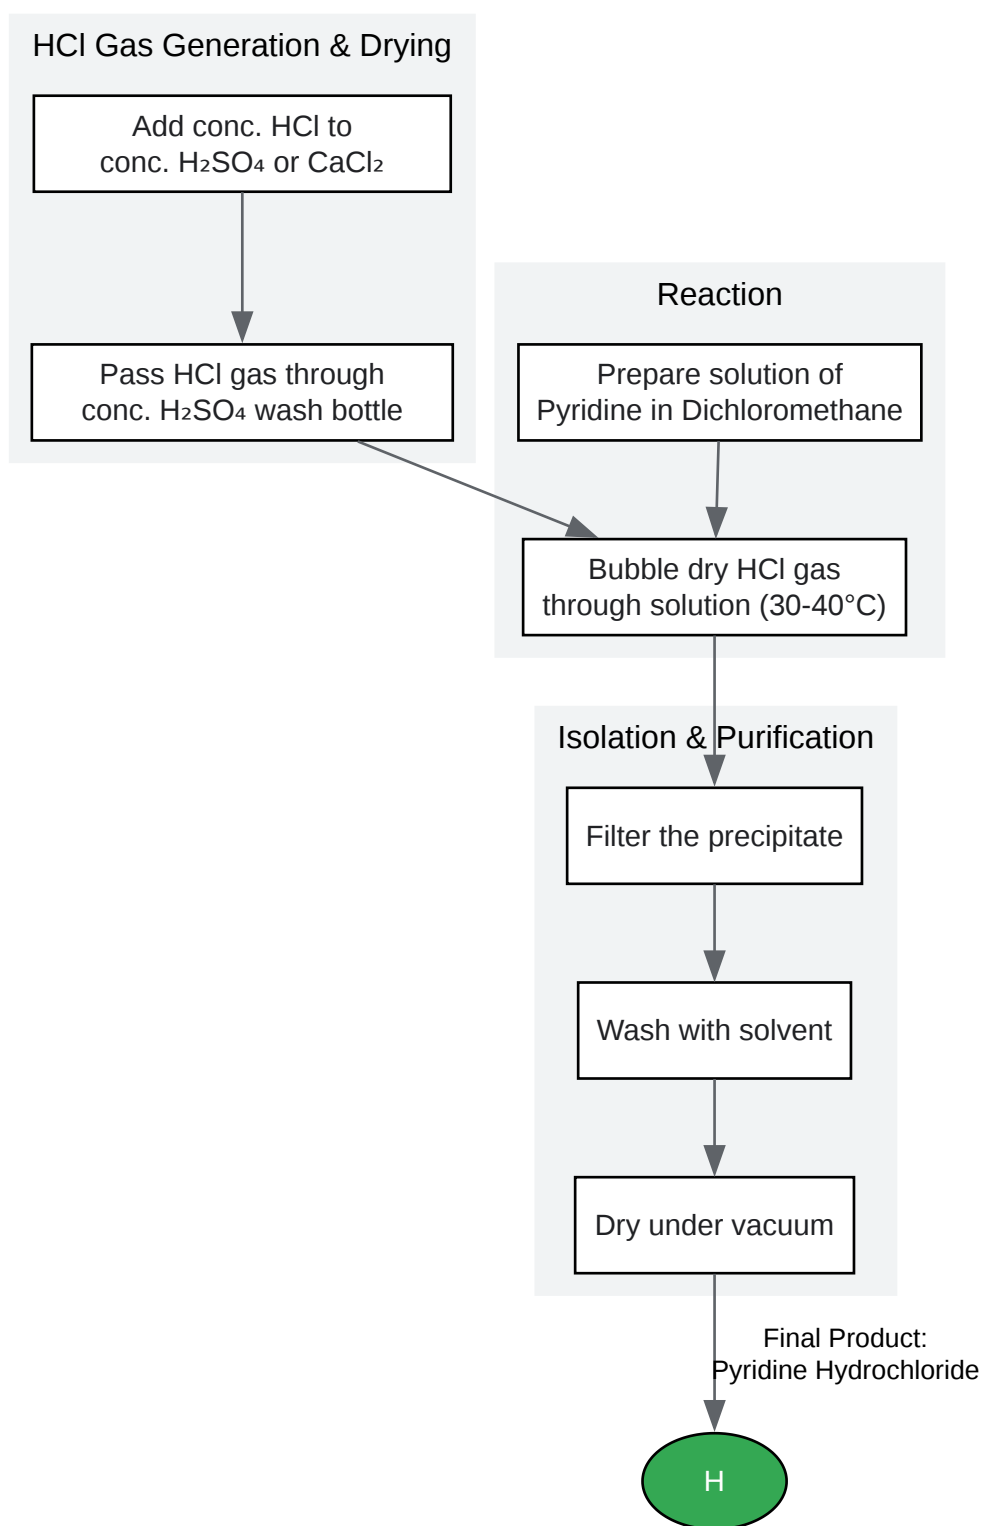 HCl Gas Generation & Drying
Add conc. HCl to
conc. H₂SO₄ or CaCl₂
Pass HCl gas through
conc. H₂SO₄ wash bottle
Reaction
Prepare solution of
Pyridine in Dichloromethane
Bubble dry HCl gas
through solution (30-40°C)
Isolation & Purification
Filter the precipitate
Wash with solvent
Dry under vacuum
Final Product:
Pyridine Hydrochloride
H